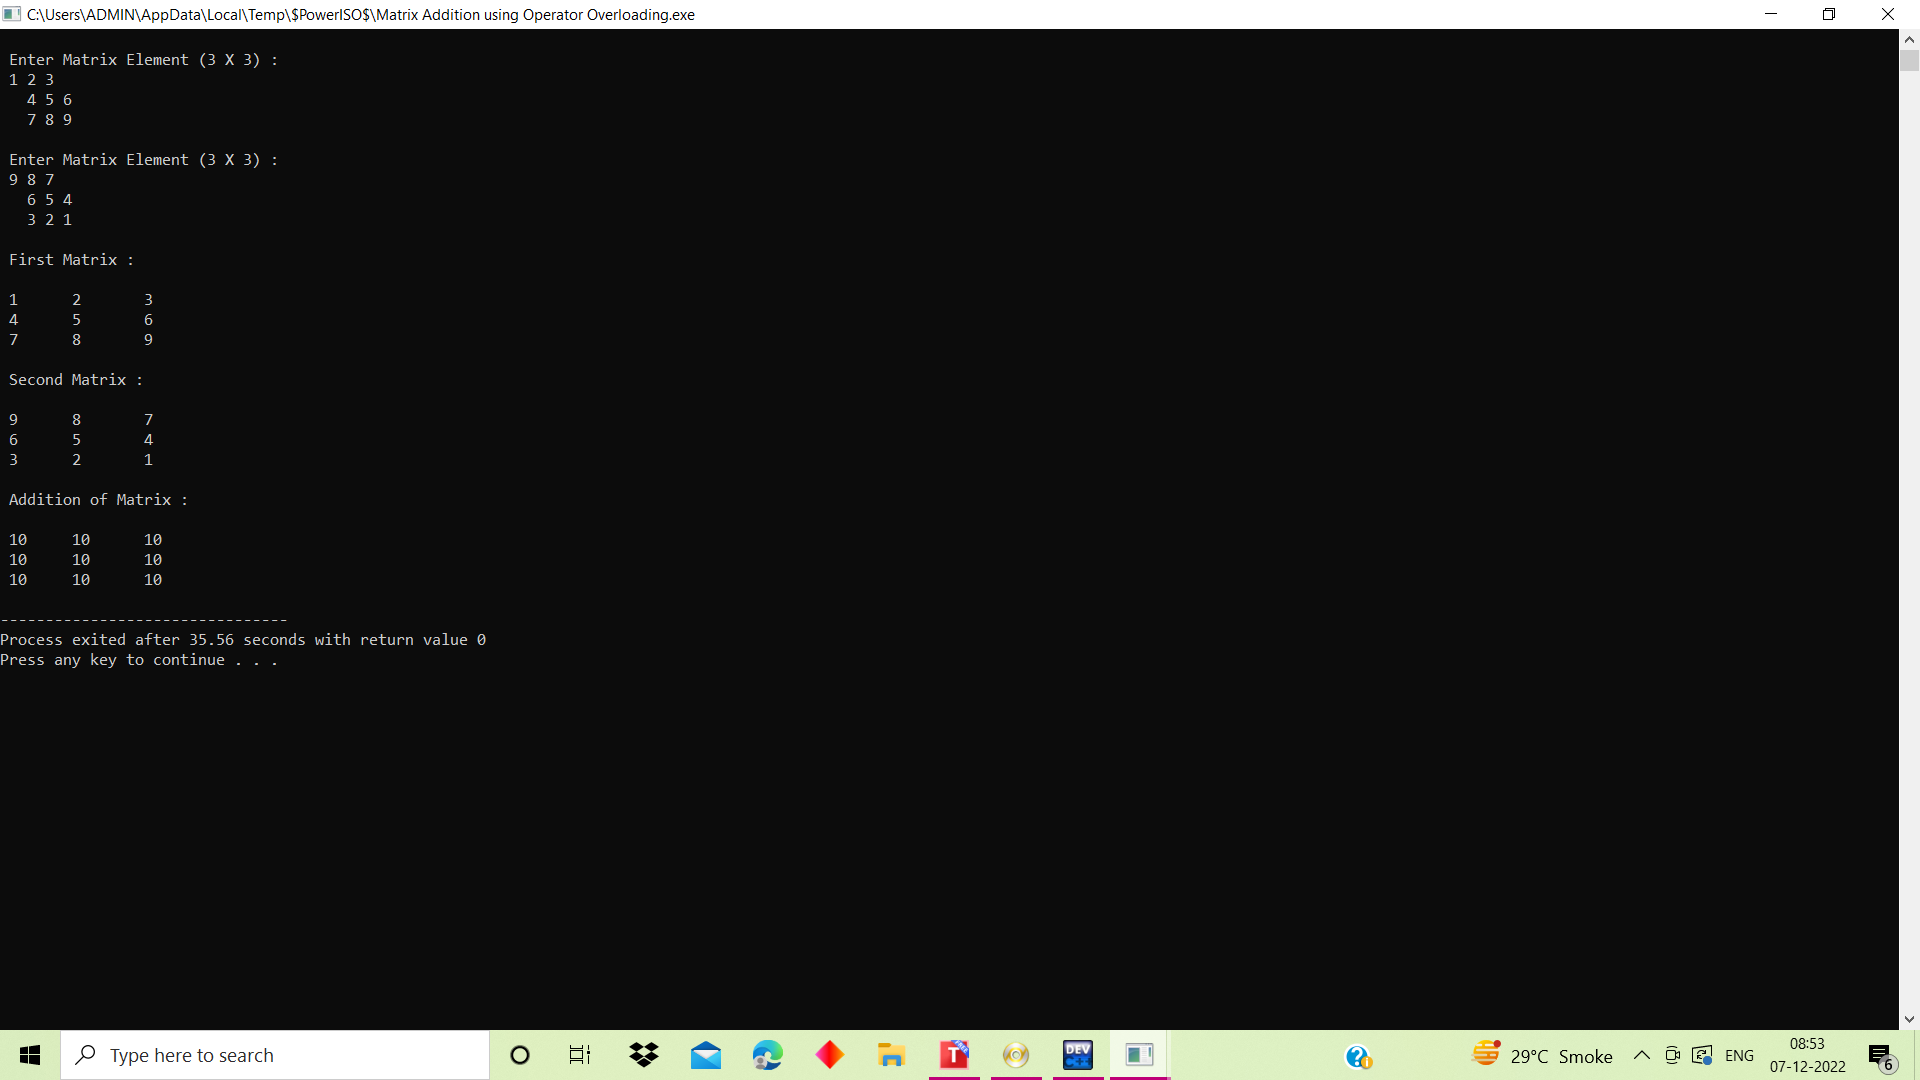 C:\Users\ADMIN\AppData\Local\Temp\$PowerISO$\Matrix Addition using Operator Overloading.exe
Enter Matrix Element (3 X 3) :
1 2 3
4 5 6
7 8 9
Enter Matrix Element (3 X 3) :
9 8 7
6 5 4
3 2 1
First Matrix :
1 2 3
4 5 6
7 8 9
Second Matrix :
9 8 7
6 5 4
3 2 1
Addition of Matrix :
10 10 10
10 10 10
10 10 10
--------------------------------
Process exited after 35.56 seconds with return value 0
Press any key to continue . . .
Type here to search
T FREE
DEV C++
29°C Smoke
ENG
08:53
07-12-2022
6